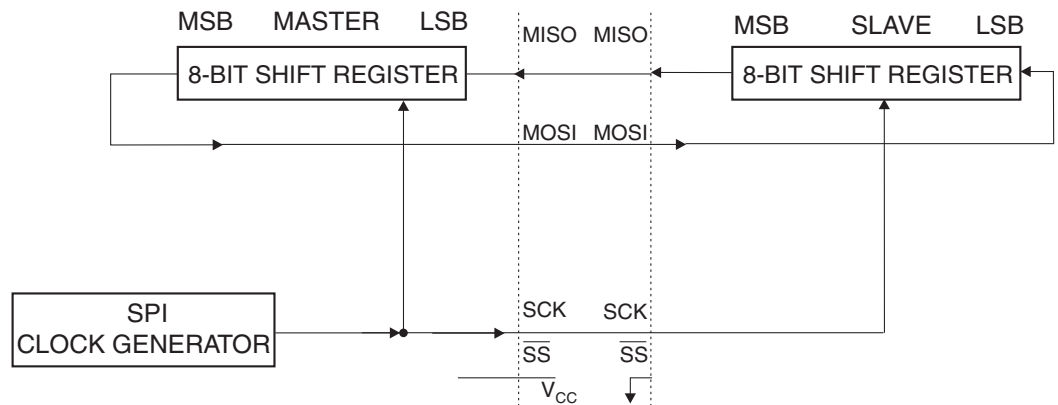 MSB MASTER LSB
MISO MISO
MSB SLAVE LSB
8-BIT SHIFT REGISTER
8-BIT SHIFT REGISTER
MOSI MOSI
SPI
CLOCK GENERATOR
SCK SCK
SS SS
VCC